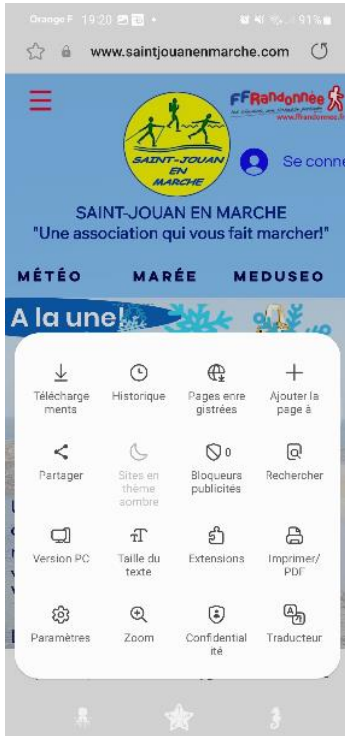 Orange F 19:20
91%
www.saintjouanenmarche.com
FFRandonnée
www.ffrandonnee.fr
SAINT-JOUAN
EN
MARCHE
Se conne
SAINT-JOUAN EN MARCHE
"Une association qui vous fait marcher!"
MÉTÉO MARÉE MEDUSEO
A la une!
Télécharge
ments
Historique
Pages enre
gistrées
Ajouter la
page à
Partager
Sites en
thème
sombre
0
Bloqueurs
publicités
Rechercher
Version PC
Taille du
texte
Extensions
Imprimer/
PDF
Paramètres
Zoom
Confidential
ité
Traducteur